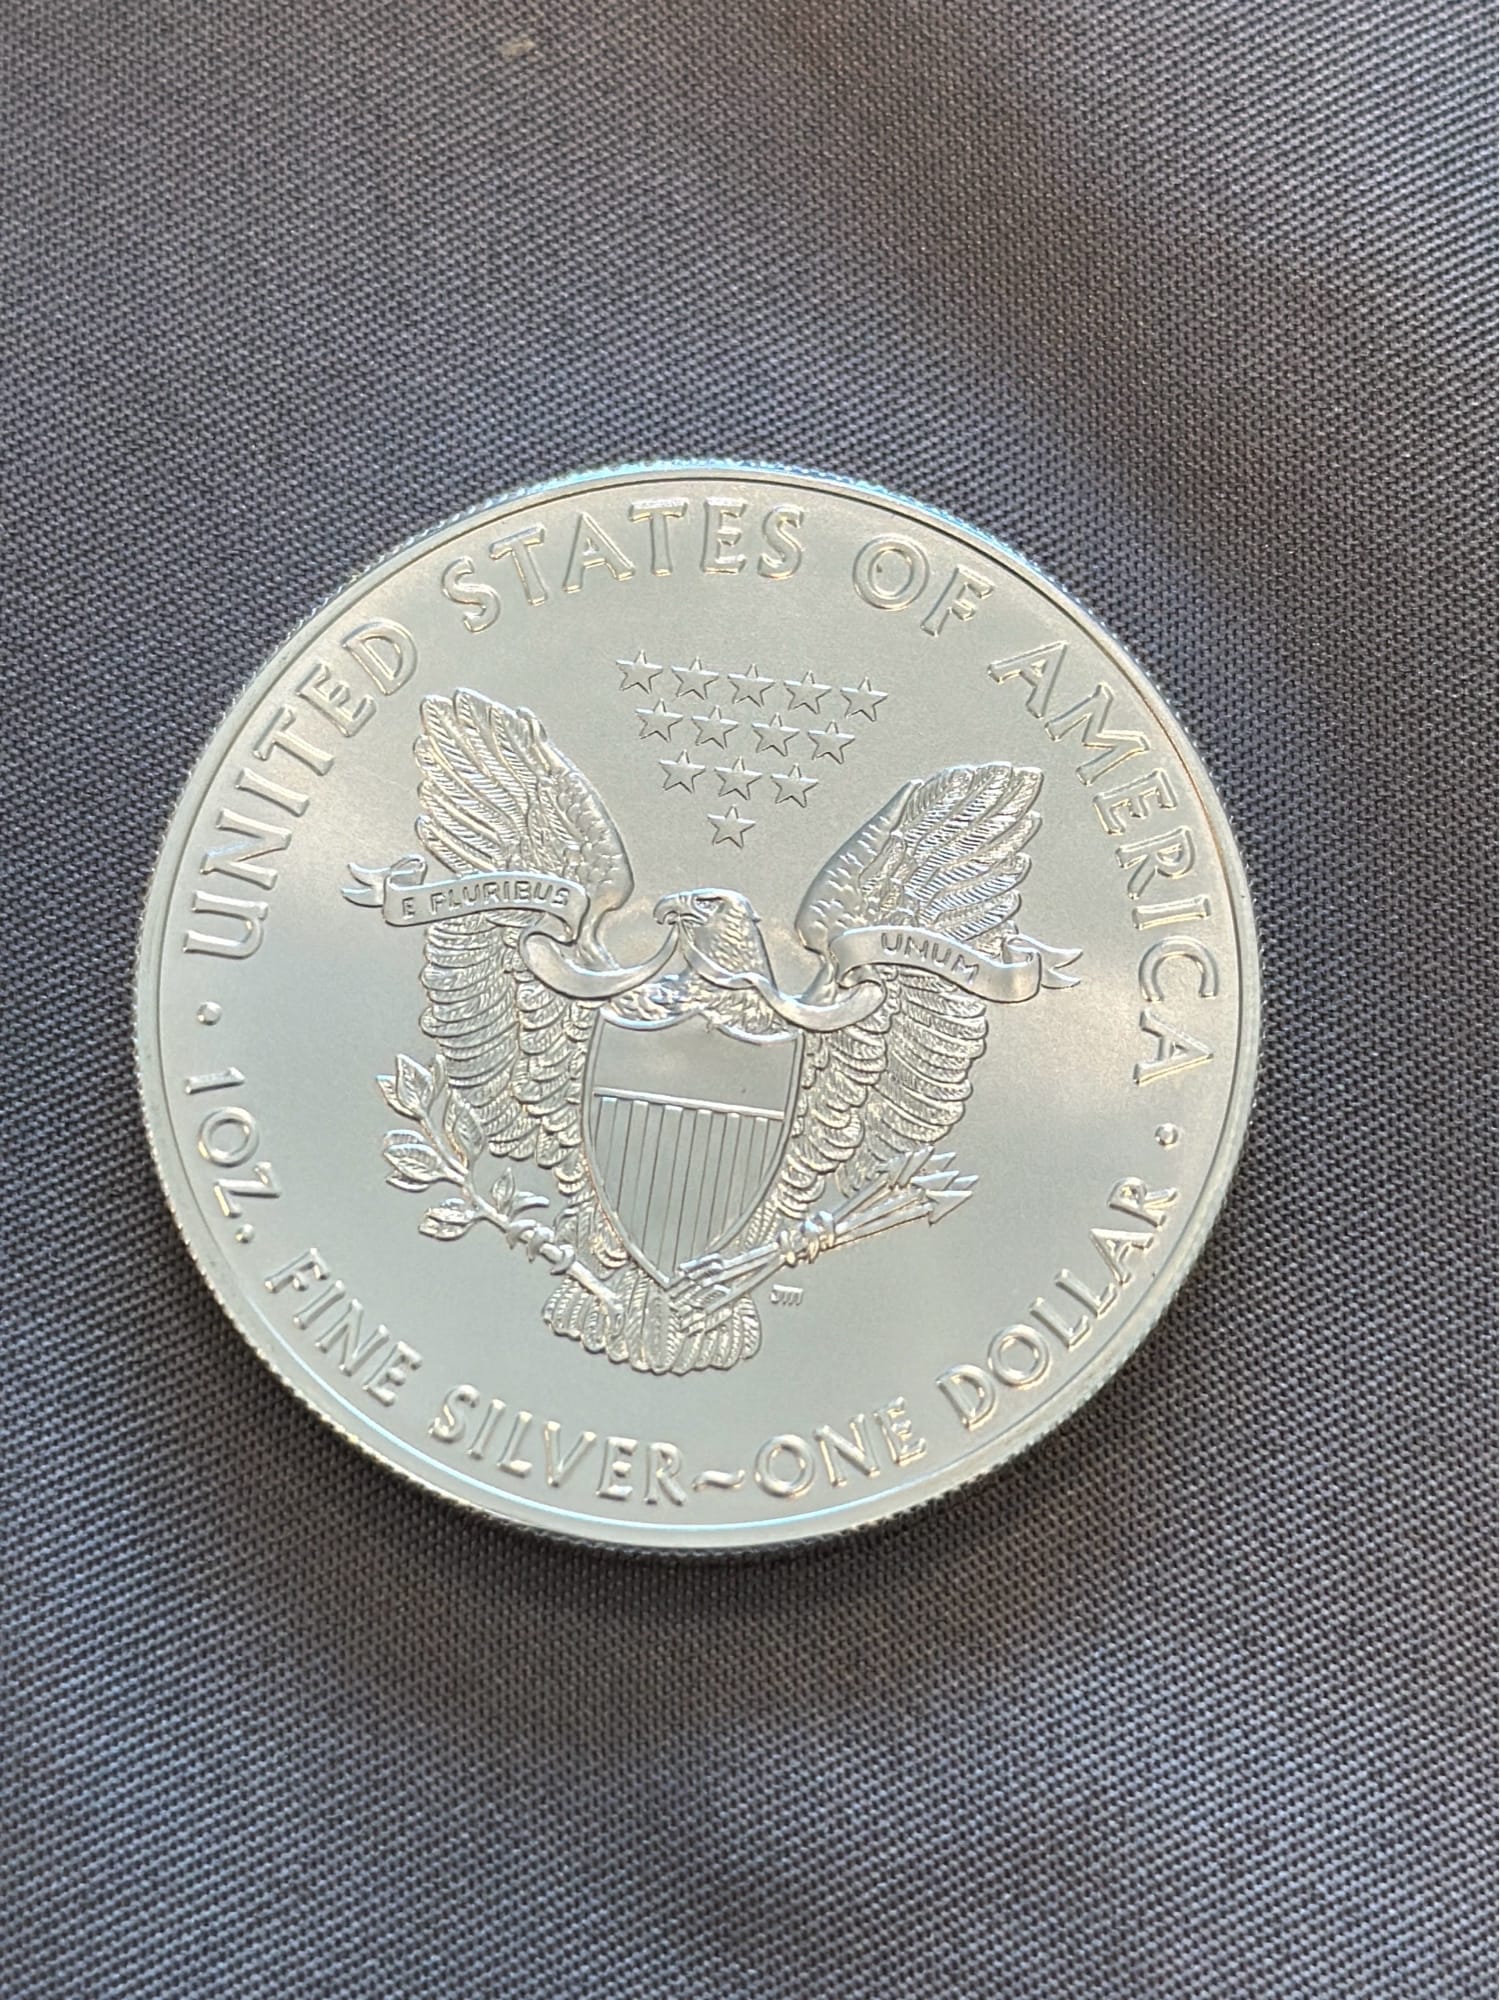 UNITED STATES OF AMERICA
E PLURIBUS UNUM
JM
1 OZ. FINE SILVER~ONE DOLLAR